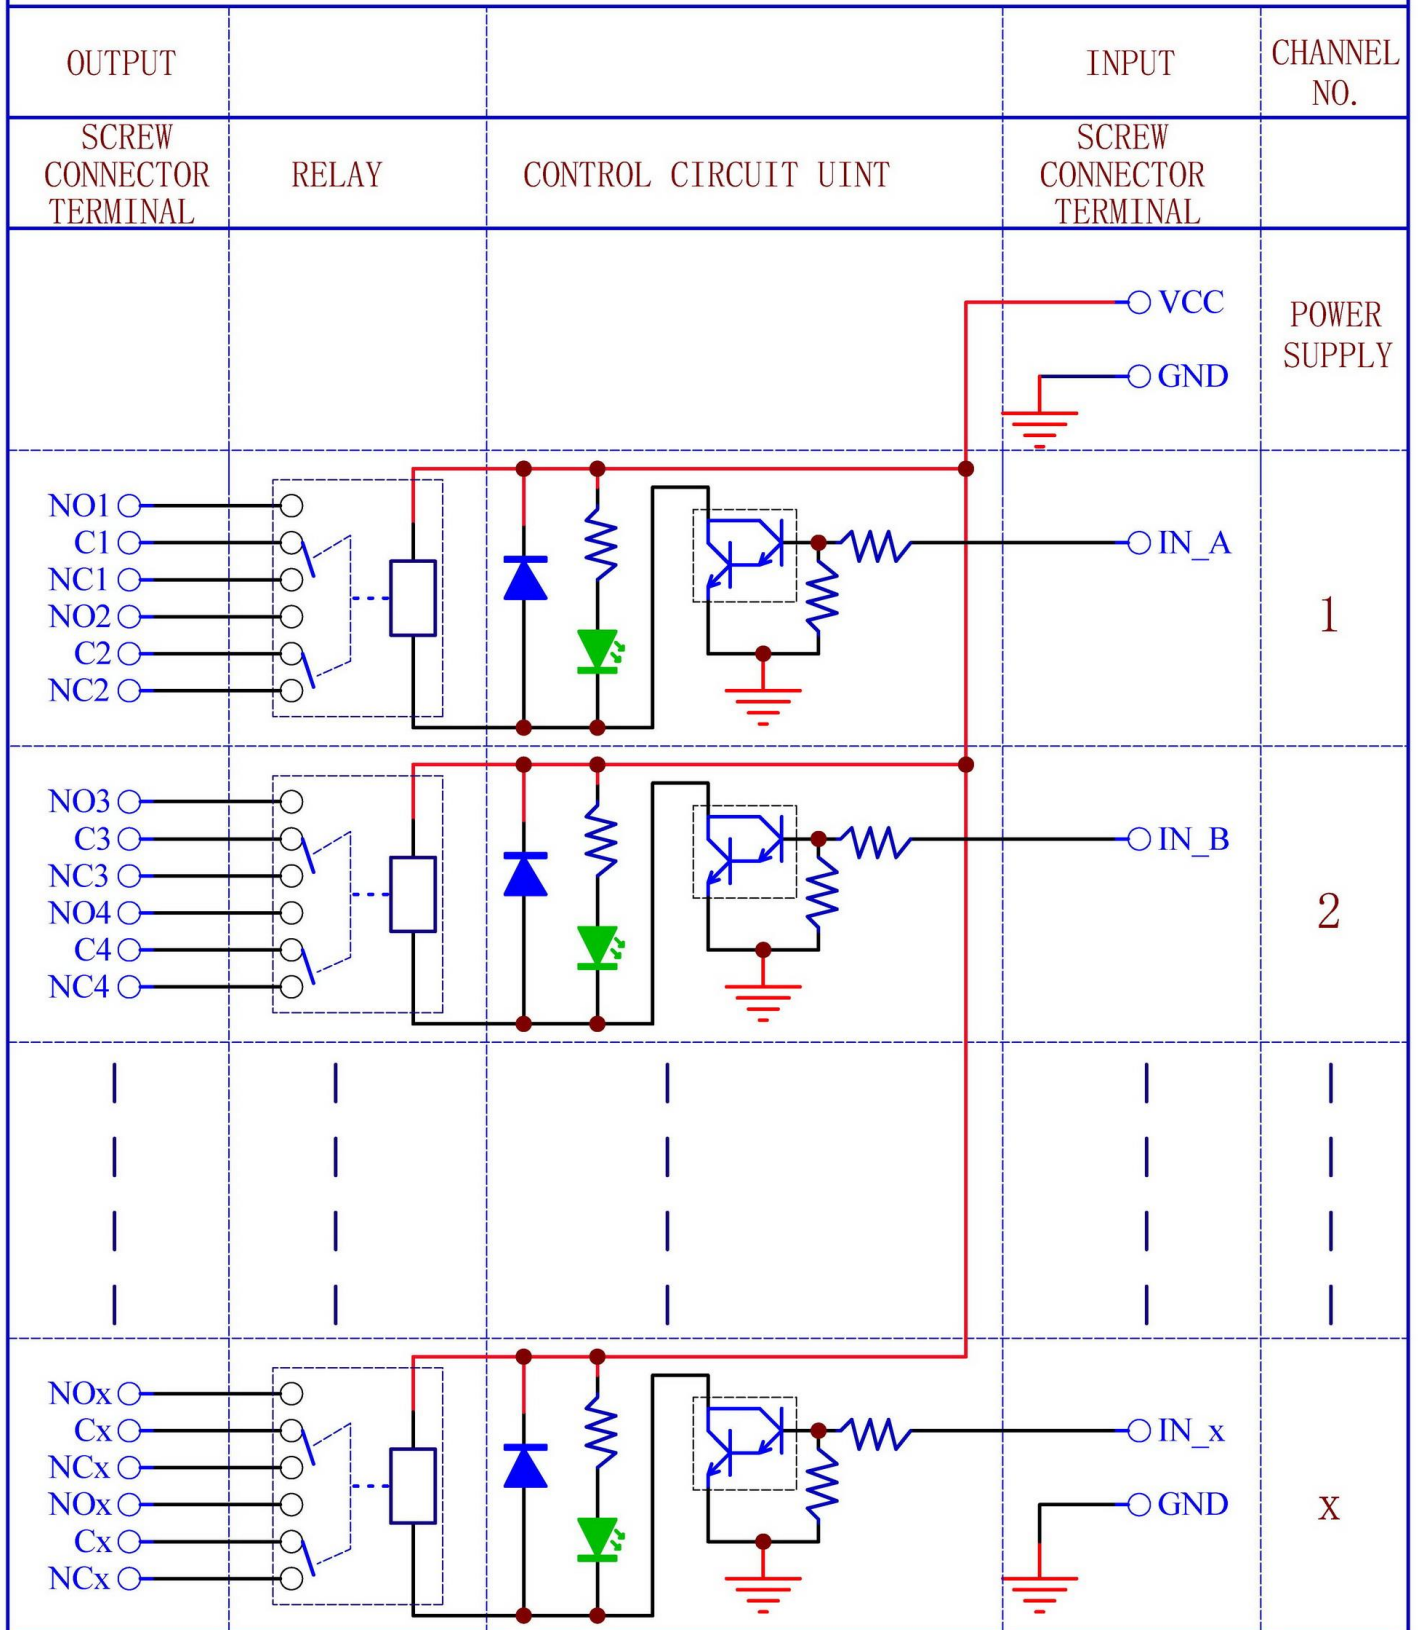 OUTPUT
INPUT
CHANNEL
NO.
SCREW
CONNECTOR
TERMINAL
RELAY
CONTROL CIRCUIT UINT
SCREW
CONNECTOR
TERMINAL
VCC
GND
POWER
SUPPLY
NO1
C1
NC1
NO2
C2
NC2
IN_A
1
NO3
C3
NC3
NO4
C4
NC4
IN_B
2
NOx
Cx
NCx
NOx
Cx
NCx
IN_x
GND
x